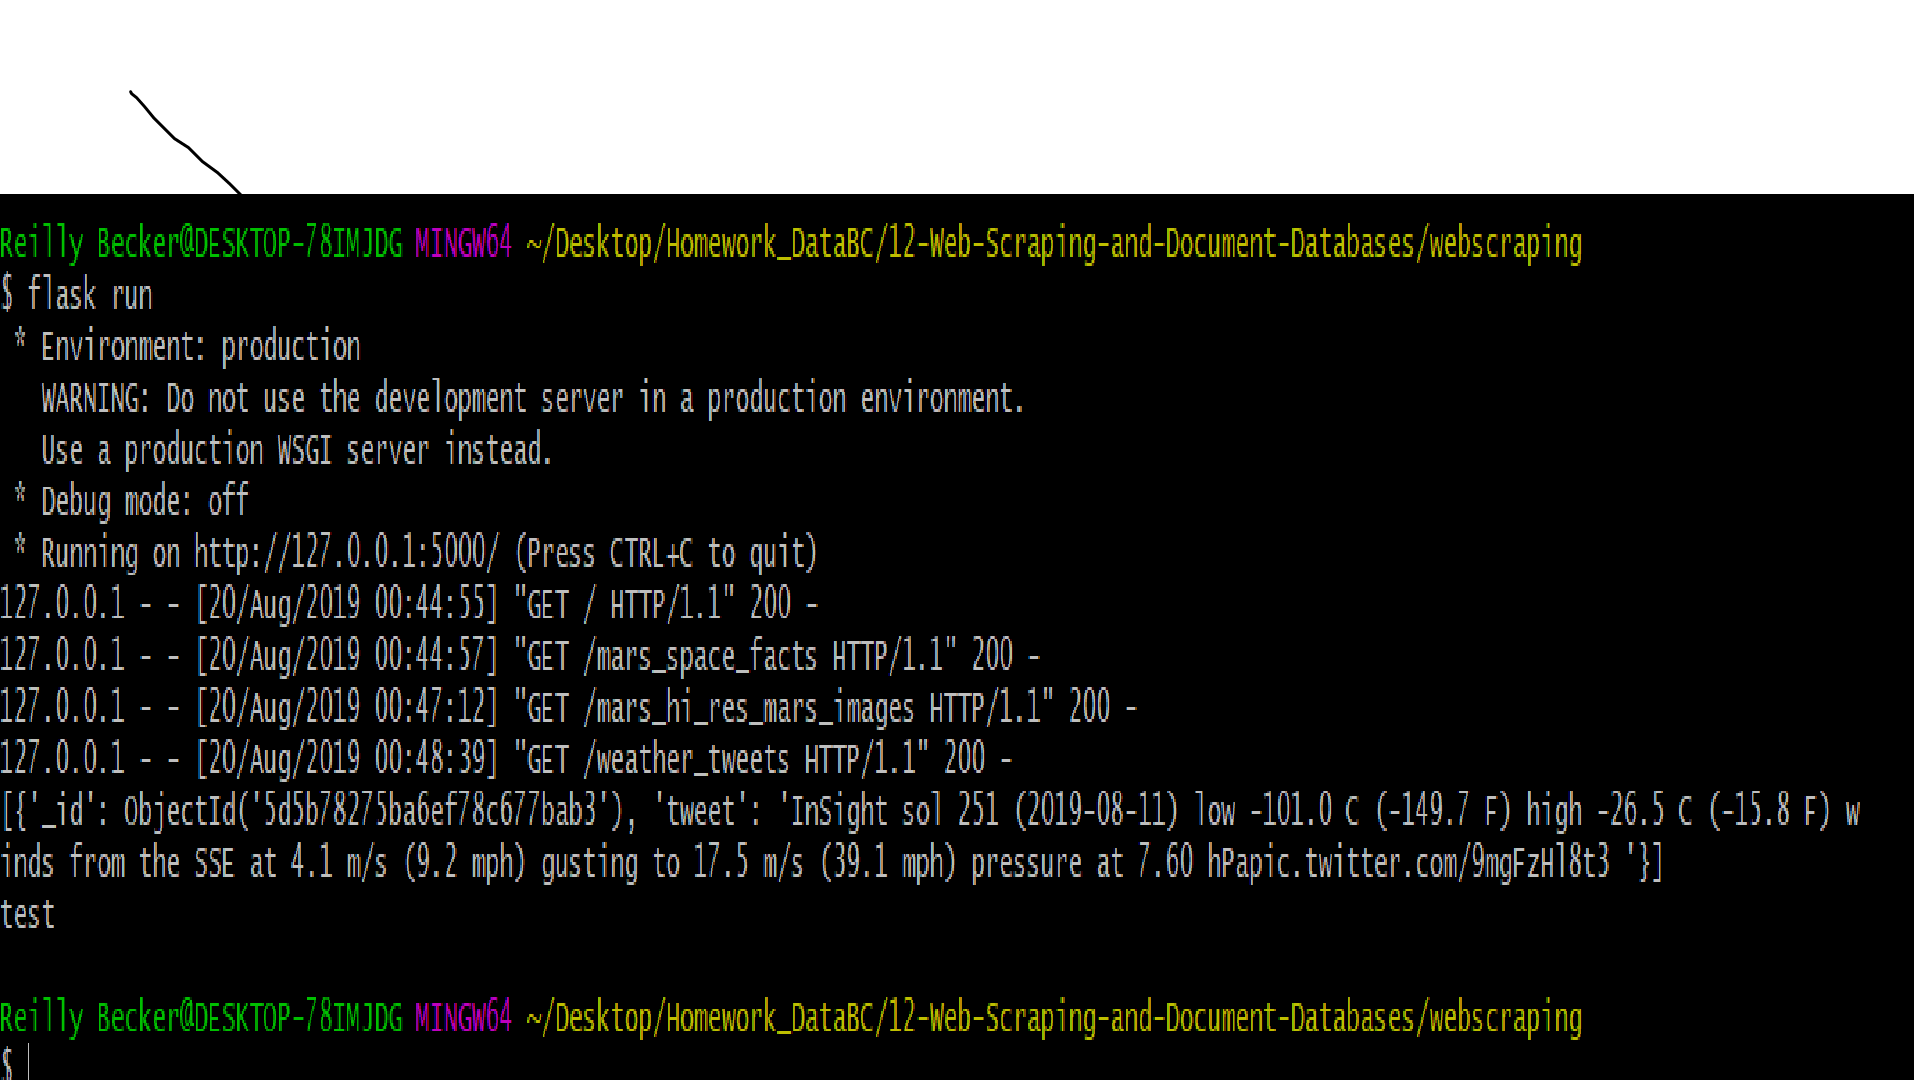 Reilly Becker@DESKTOP-78IMJDG MINGW64 ~/Desktop/Homework_DataBC/12-Web-Scraping-and-Document-Databases/webscraping
$ flask run
 * Environment: production
   WARNING: Do not use the development server in a production environment.
   Use a production WSGI server instead.
 * Debug mode: off
 * Running on http://127.0.0.1:5000/ (Press CTRL+C to quit)
127.0.0.1 - - [20/Aug/2019 00:44:55] "GET / HTTP/1.1" 200 -
127.0.0.1 - - [20/Aug/2019 00:44:57] "GET /mars_space_facts HTTP/1.1" 200 -
127.0.0.1 - - [20/Aug/2019 00:47:12] "GET /mars_hi_res_mars_images HTTP/1.1" 200 -
127.0.0.1 - - [20/Aug/2019 00:48:39] "GET /weather_tweets HTTP/1.1" 200 -
[{'_id': ObjectId('5d5b78275ba6ef78c677bab3'), 'tweet': 'InSight sol 251 (2019-08-11) low -101.0 C (-149.7 F) high -26.5 C (-15.8 F) w
inds from the SSE at 4.1 m/s (9.2 mph) gusting to 17.5 m/s (39.1 mph) pressure at 7.60 hPapic.twitter.com/9mgFzHl8t3 '}]
test
Reilly Becker@DESKTOP-78IMJDG MINGW64 ~/Desktop/Homework_DataBC/12-Web-Scraping-and-Document-Databases/webscraping
$